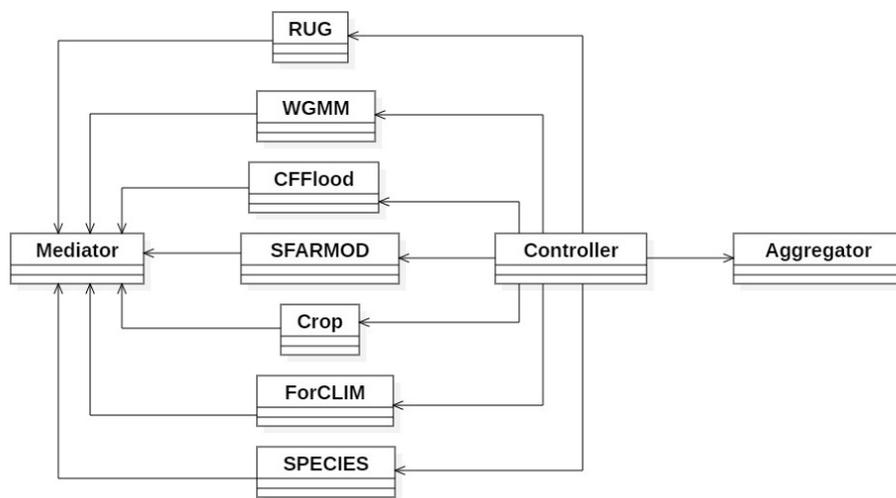 RUG
WGMM
CFFlood
Mediator
SFARMOD
Controller
Aggregator
Crop
ForCLIM
SPECIES